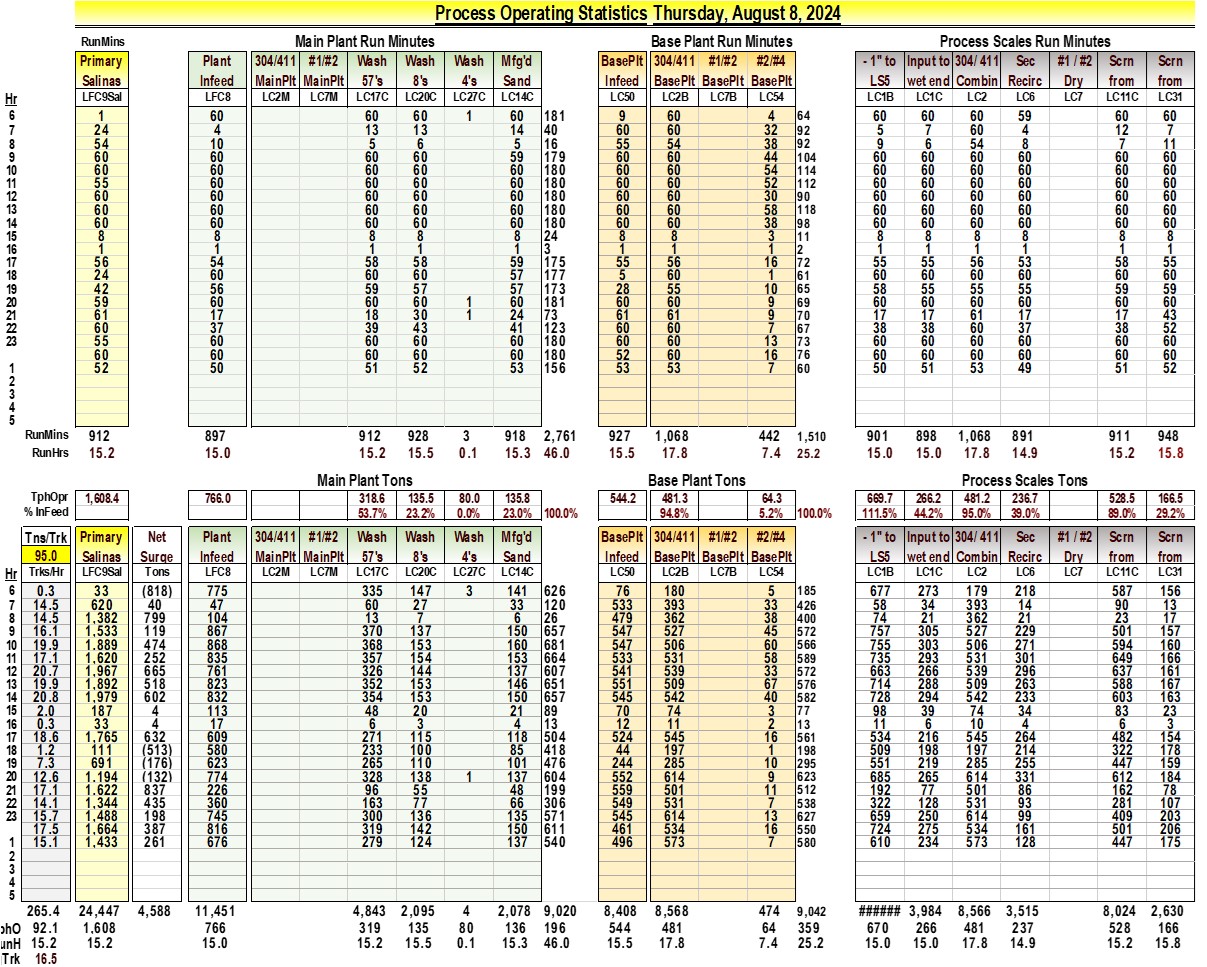 Process Operating Statistics Thursday, August 8, 2024
RunMins Main Plant Run Minutes Base Plant Run Minutes Process Scales Run Minutes
Primary Plant 304/411 #1/#2 Wash Wash Wash Mfg'd BasePlt 304/411 #1/#2 #2/#4 - 1" to Input to 304/ 411 Sec #1 / #2 Scrn Scrn
Salinas Infeed MainPlt MainPlt 57's 8's 4's Sand Infeed BasePlt BasePlt BasePlt LS5 wet end Combin Recirc Dry from from
Hr LFC9Sal LFC8 LC2M LC7M LC17C LC20C LC27C LC14C LC50 LC2B LC7B LC54 LC1B LC1C LC2 LC6 LC7 LC11C LC31
6 1 60 60 60 1 60 181 9 60 4 64 60 60 60 59 60 60
7 24 4 13 13 14 40 60 60 32 92 5 7 60 4 12 7
8 54 10 5 6 5 16 55 54 38 92 9 6 54 8 7 11
9 60 60 60 60 59 179 60 60 44 104 60 60 60 60 60 60
10 60 60 60 60 60 180 60 60 54 114 60 60 60 60 60 60
11 55 60 60 60 60 180 60 60 52 112 60 60 60 60 60 60
12 60 60 60 60 60 180 60 60 30 90 60 60 60 60 60 60
13 60 60 60 60 60 180 60 60 58 118 60 60 60 60 60 60
14 60 60 60 60 60 180 60 60 38 98 60 60 60 60 60 60
15 8 8 8 8 8 24 8 8 3 11 8 8 8 8 8 8
16 1 1 1 1 1 3 1 1 1 2 1 1 1 1 1 1
17 56 54 58 58 59 175 55 56 16 72 55 55 56 53 58 55
18 24 60 60 60 57 177 5 60 1 61 60 60 60 60 60 60
19 42 56 59 57 57 173 28 55 10 65 58 55 55 55 59 59
20 59 60 60 60 1 60 181 60 60 9 69 60 60 60 60 60 60
21 61 17 18 30 1 24 73 61 61 9 70 17 17 61 17 17 43
22 60 37 39 43 41 123 60 60 7 67 38 38 60 37 38 52
23 55 60 60 60 60 180 60 60 13 73 60 60 60 60 60 60
60 60 60 60 60 180 52 60 16 76 60 60 60 60 60 60
1 52 50 51 52 53 156 53 53 7 60 50 51 53 49 51 52
2
3
4
5
RunMins 912 897 912 928 3 918 2,761 927 1,068 442 1,510 901 898 1,068 891 911 948
RunHrs 15.2 15.0 15.2 15.5 0.1 15.3 46.0 15.5 17.8 7.4 25.2 15.0 15.0 17.8 14.9 15.2 15.8
Main Plant Tons Base Plant Tons Process Scales Tons
TphOpr 1,608.4 766.0 318.6 135.5 80.0 135.8 544.2 481.3 64.3 669.7 266.2 481.2 236.7 528.5 166.5
% InFeed 53.7% 23.2% 0.0% 23.0% 100.0% 94.8% 5.2% 100.0% 111.5% 44.2% 95.0% 39.0% 89.0% 29.2%
Tns/Trk Primary Net Plant 304/411 #1/#2 Wash Wash Wash Mfg'd BasePlt 304/411 #1/#2 #2/#4 - 1" to Input to 304/ 411 Sec #1 / #2 Scrn Scrn
95.0 Salinas Surge Infeed MainPlt MainPlt 57's 8's 4's Sand Infeed BasePlt BasePlt BasePlt LS5 wet end Combin Recirc Dry from from
Hr Trks/Hr LFC9Sal Tons LFC8 LC2M LC7M LC17C LC20C LC27C LC14C LC50 LC2B LC7B LC54 LC1B LC1C LC2 LC6 LC7 LC11C LC31
6 0.3 33 (818) 775 335 147 3 141 626 76 180 5 185 677 273 179 218 587 156
7 14.5 620 40 47 60 27 33 120 533 393 33 426 58 34 393 14 90 13
8 14.5 1,382 799 104 13 7 6 26 479 362 38 400 74 21 362 21 23 17
9 16.1 1,533 119 867 370 137 150 657 547 527 45 572 757 305 527 229 501 157
10 19.9 1,889 474 868 368 153 160 681 547 506 60 566 755 303 506 271 594 160
11 17.1 1,620 252 835 357 154 153 664 533 531 58 589 735 293 531 301 649 166
12 20.7 1,967 665 761 326 144 137 607 541 539 33 572 663 266 539 296 637 161
13 19.9 1,892 518 823 352 153 146 651 551 509 67 576 714 288 509 263 588 167
14 20.8 1,979 602 832 354 153 150 657 545 542 40 582 728 294 542 233 603 163
15 2.0 187 4 113 48 20 21 89 70 74 3 77 98 39 74 34 83 23
16 0.3 33 4 17 6 3 4 13 12 11 2 13 11 6 10 4 6 3
17 18.6 1,765 632 609 271 115 118 504 524 545 16 561 534 216 545 264 482 154
18 1.2 111 (513) 580 233 100 85 418 44 197 1 198 509 198 197 214 322 178
19 7.3 691 (176) 623 265 110 101 476 244 285 10 295 551 219 285 255 447 159
20 12.6 1,194 (132) 774 328 138 1 137 604 552 614 9 623 685 265 614 331 612 184
21 17.1 1,622 837 226 96 55 48 199 559 501 11 512 192 77 501 86 162 78
22 14.1 1,344 435 360 163 77 66 306 549 531 7 538 322 128 531 93 281 107
23 15.7 1,488 198 745 300 136 135 571 545 614 13 627 659 250 614 99 409 203
17.5 1,664 387 816 319 142 150 611 461 534 16 550 724 275 534 161 501 206
1 15.1 1,433 261 676 279 124 137 540 496 573 7 580 610 234 573 128 447 175
2
3
4
5
265.4 24,447 4,588 11,451 4,843 2,095 4 2,078 9,020 8,408 8,568 474 9,042 ###### 3,984 8,566 3,515 8,024 2,630
phO 92.1 1,608 766 319 135 80 136 196 544 481 64 359 670 266 481 237 528 166
unH 15.2 15.2 15.0 15.2 15.5 0.1 15.3 46.0 15.5 17.8 7.4 25.2 15.0 15.0 17.8 14.9 15.2 15.8
Trk 16.5